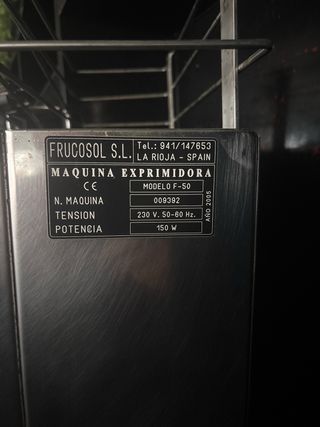 FRUCOSOL S.L.
Tel.: 941/147653
LA RIOJA - SPAIN
MAQUINA EXPRIMIDORA
CE MODELO F-50
N. MAQUINA 009392
TENSION 230 V. 50-60 Hz.
POTENCIA 150 W
AÑO 2005